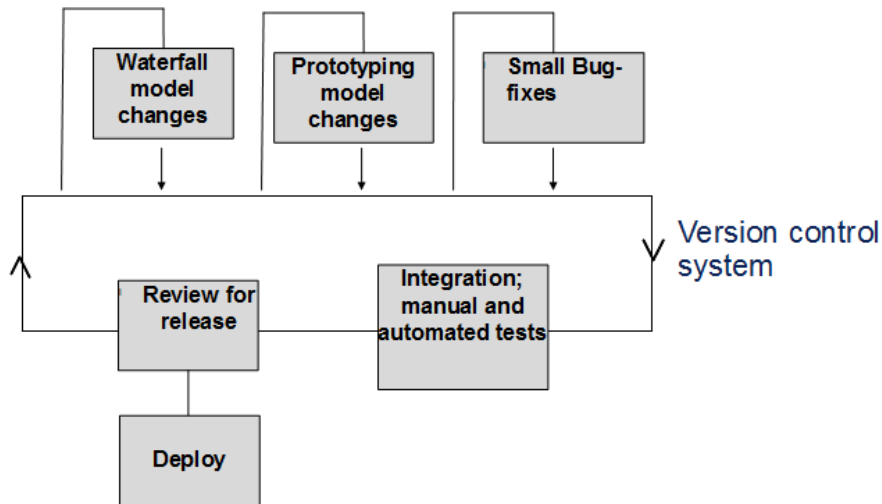 Waterfall
model
changes
Prototyping
model
changes
Small Bug-
fixes
Version control
system
Review for
release
Integration;
manual and
automated tests
Deploy